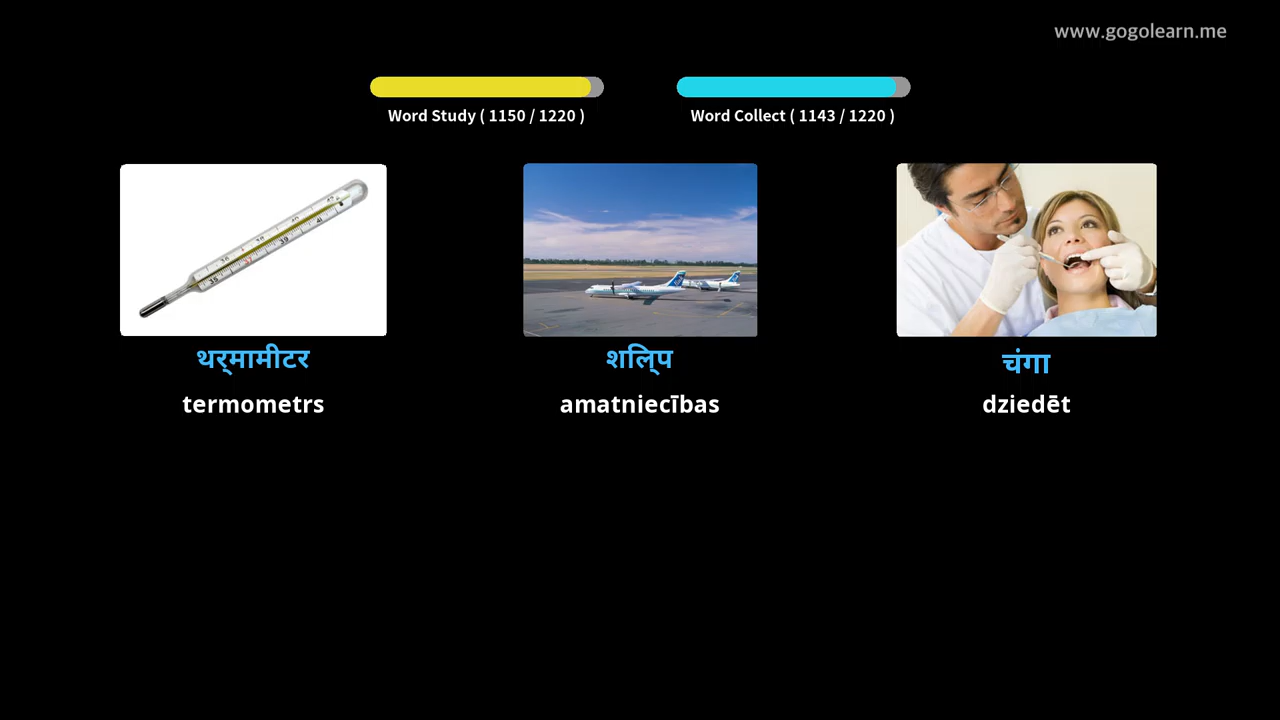 www.gogolearn.me
Word Study ( 1150 / 1220 )
Word Collect ( 1143 / 1220 )
थर्मामीटर
शिल्प
चंगा
termometrs
amatniecības
dziedēt